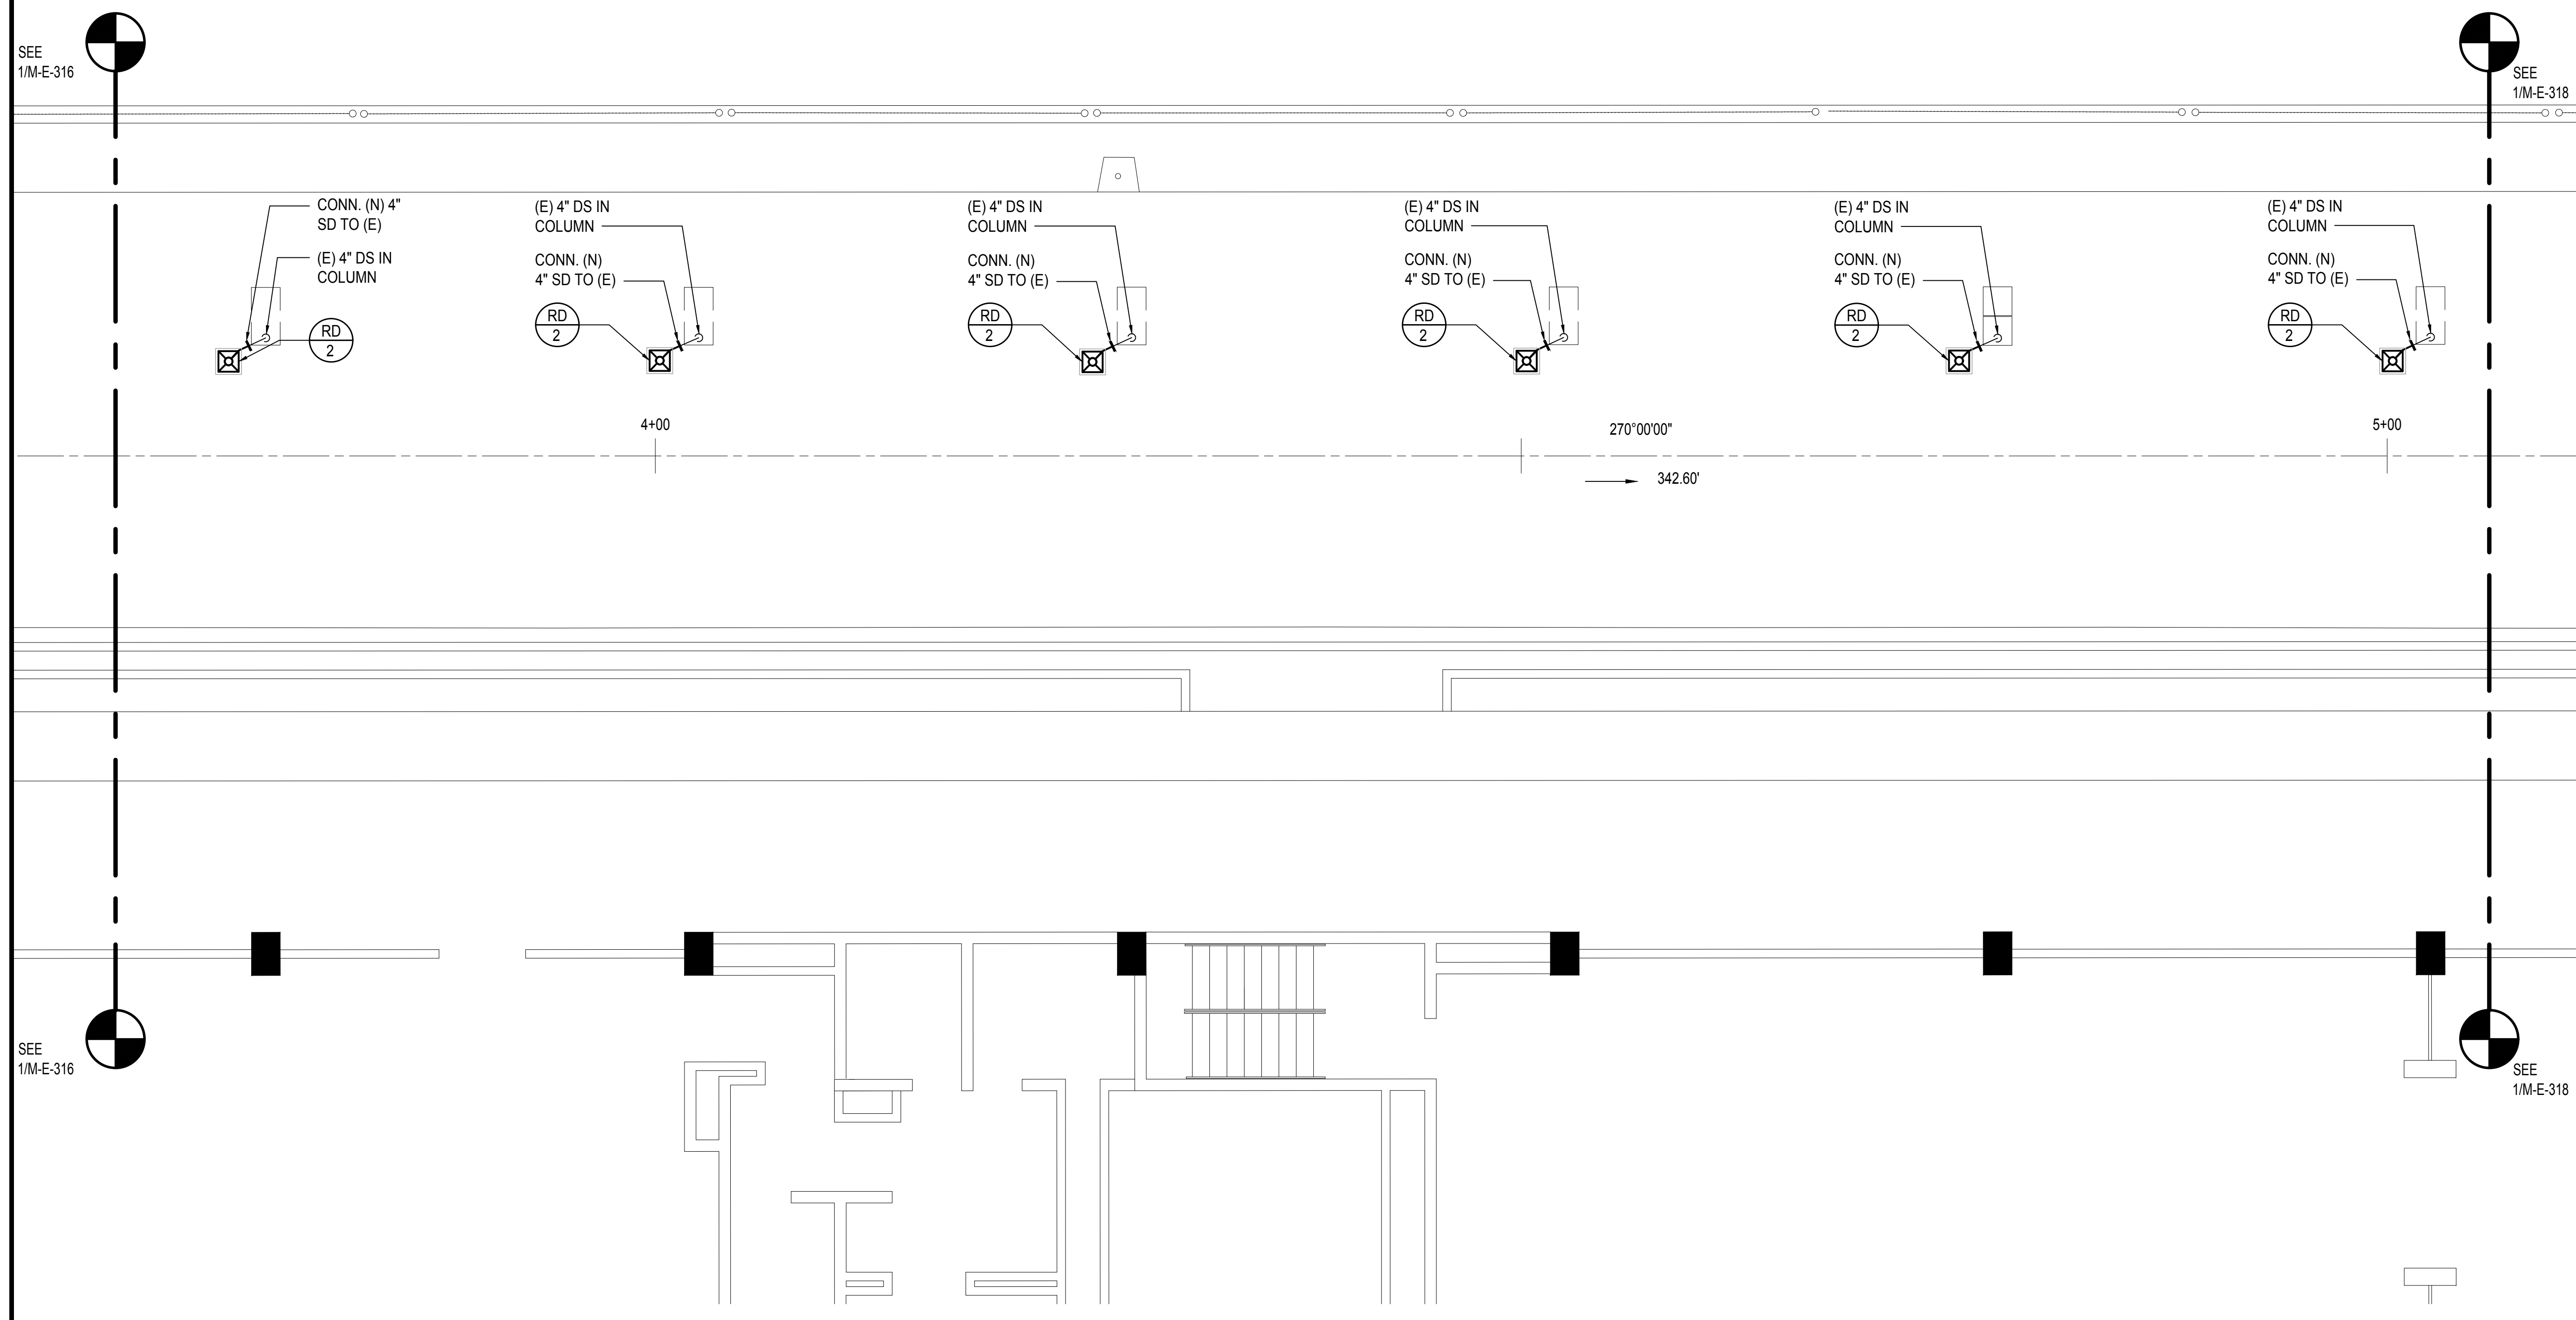 SEE
1/M-E-316
SEE
1/M-E-318
CONN. (N) 4"
SD TO (E)
(E) 4" DS IN
COLUMN
RD
2
(E) 4" DS IN
COLUMN
CONN. (N)
4" SD TO (E)
RD
2
(E) 4" DS IN
COLUMN
CONN. (N)
4" SD TO (E)
RD
2
(E) 4" DS IN
COLUMN
CONN. (N)
4" SD TO (E)
RD
2
(E) 4" DS IN
COLUMN
CONN. (N)
4" SD TO (E)
RD
2
(E) 4" DS IN
COLUMN
CONN. (N)
4" SD TO (E)
RD
2
4+00
270°00'00"
5+00
342.60'
SEE
1/M-E-316
SEE
1/M-E-318